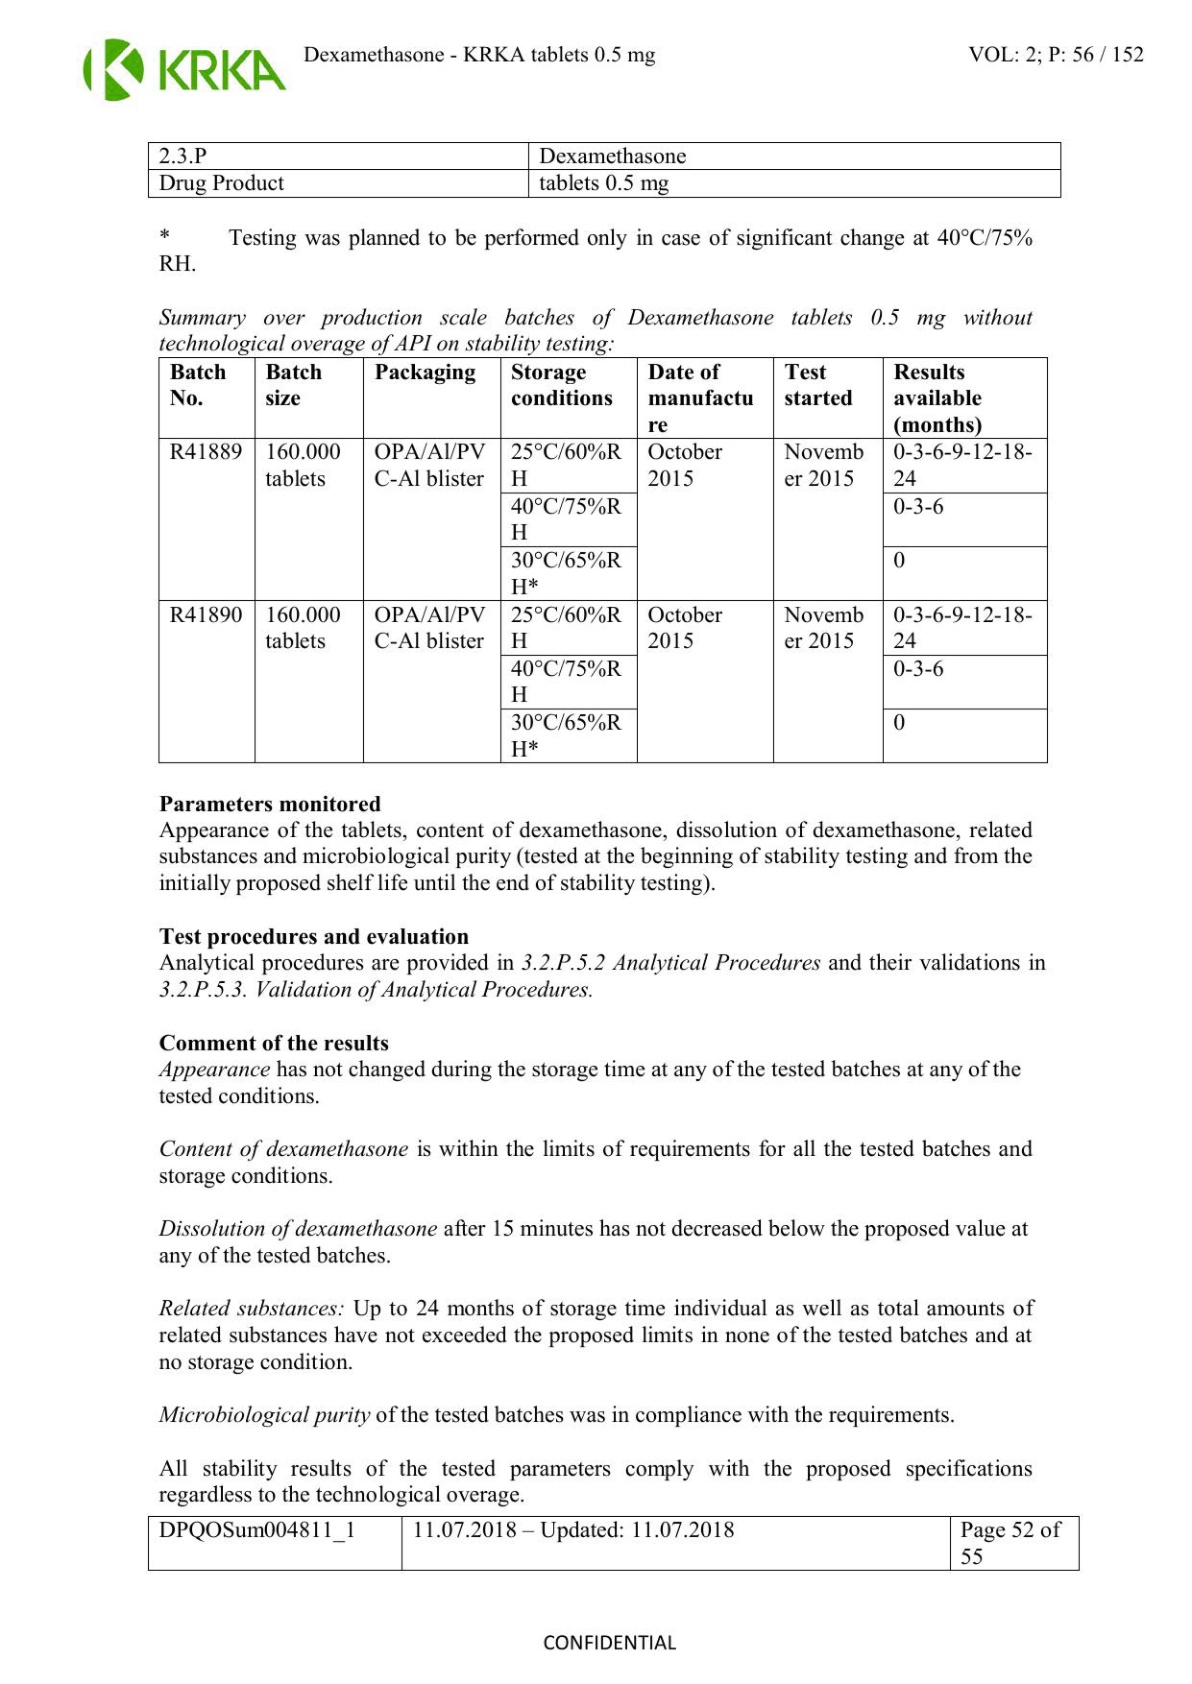 KRKA
Dexamethasone - KRKA tablets 0.5 mg
VOL: 2; P: 56 / 152
2.3.P
Dexamethasone
Drug Product
tablets 0.5 mg
* Testing was planned to be performed only in case of significant change at 40°C/75%
RH.
Summary over production scale batches of Dexamethasone tablets 0.5 mg without
technological overage of API on stability testing:
Batch No.
Batch size
Packaging
Storage conditions
Date of manufactu re
Test started
Results available (months)
R41889
160.000 tablets
OPA/Al/PV C-Al blister
25°C/60%R H
October 2015
Novemb er 2015
0-3-6-9-12-18- 24
40°C/75%R H
0-3-6
30°C/65%R H*
0
R41890
160.000 tablets
OPA/Al/PV C-Al blister
25°C/60%R H
October 2015
Novemb er 2015
0-3-6-9-12-18- 24
40°C/75%R H
0-3-6
30°C/65%R H*
0
Parameters monitored
Appearance of the tablets, content of dexamethasone, dissolution of dexamethasone, related
substances and microbiological purity (tested at the beginning of stability testing and from the
initially proposed shelf life until the end of stability testing).
Test procedures and evaluation
Analytical procedures are provided in 3.2.P.5.2 Analytical Procedures and their validations in
3.2.P.5.3. Validation of Analytical Procedures.
Comment of the results
Appearance has not changed during the storage time at any of the tested batches at any of the
tested conditions.
Content of dexamethasone is within the limits of requirements for all the tested batches and
storage conditions.
Dissolution of dexamethasone after 15 minutes has not decreased below the proposed value at
any of the tested batches.
Related substances: Up to 24 months of storage time individual as well as total amounts of
related substances have not exceeded the proposed limits in none of the tested batches and at
no storage condition.
Microbiological purity of the tested batches was in compliance with the requirements.
All stability results of the tested parameters comply with the proposed specifications
regardless to the technological overage.
DPQOSum004811_1
11.07.2018 – Updated: 11.07.2018
Page 52 of
55
CONFIDENTIAL